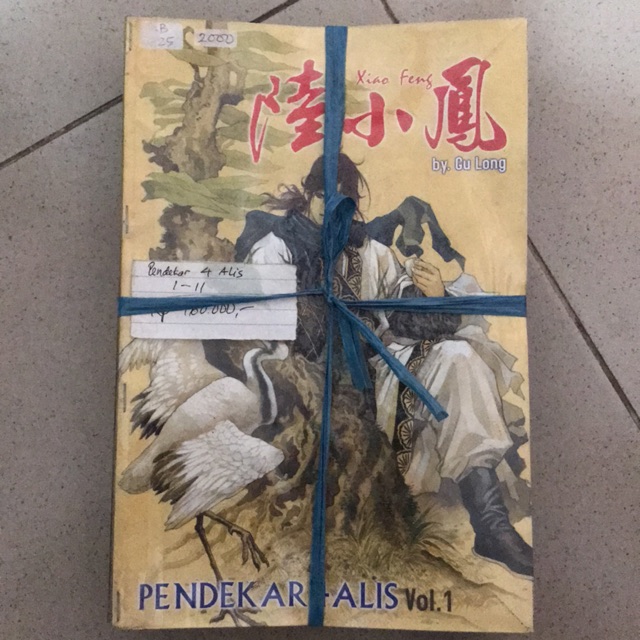 B
25
2000
陸小鳳
Xiao Feng
by. Gu Long
Pendekar 4 Alis
1-11
Rp 180.000,-
PENDEKAR -ALIS Vol.1